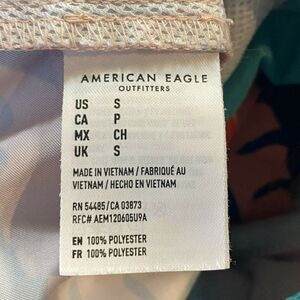 AMERICAN EAGLE
OUTFITTERS
US S
CA P
MX CH
UK S
MADE IN VIETNAM / FABRIQUÉ AU
VIETNAM / HECHO EN VIETNAM
RN 54485/CA 03873
RFC# AEM120605U9A
EN 100% POLYESTER
FR 100% POLYESTER